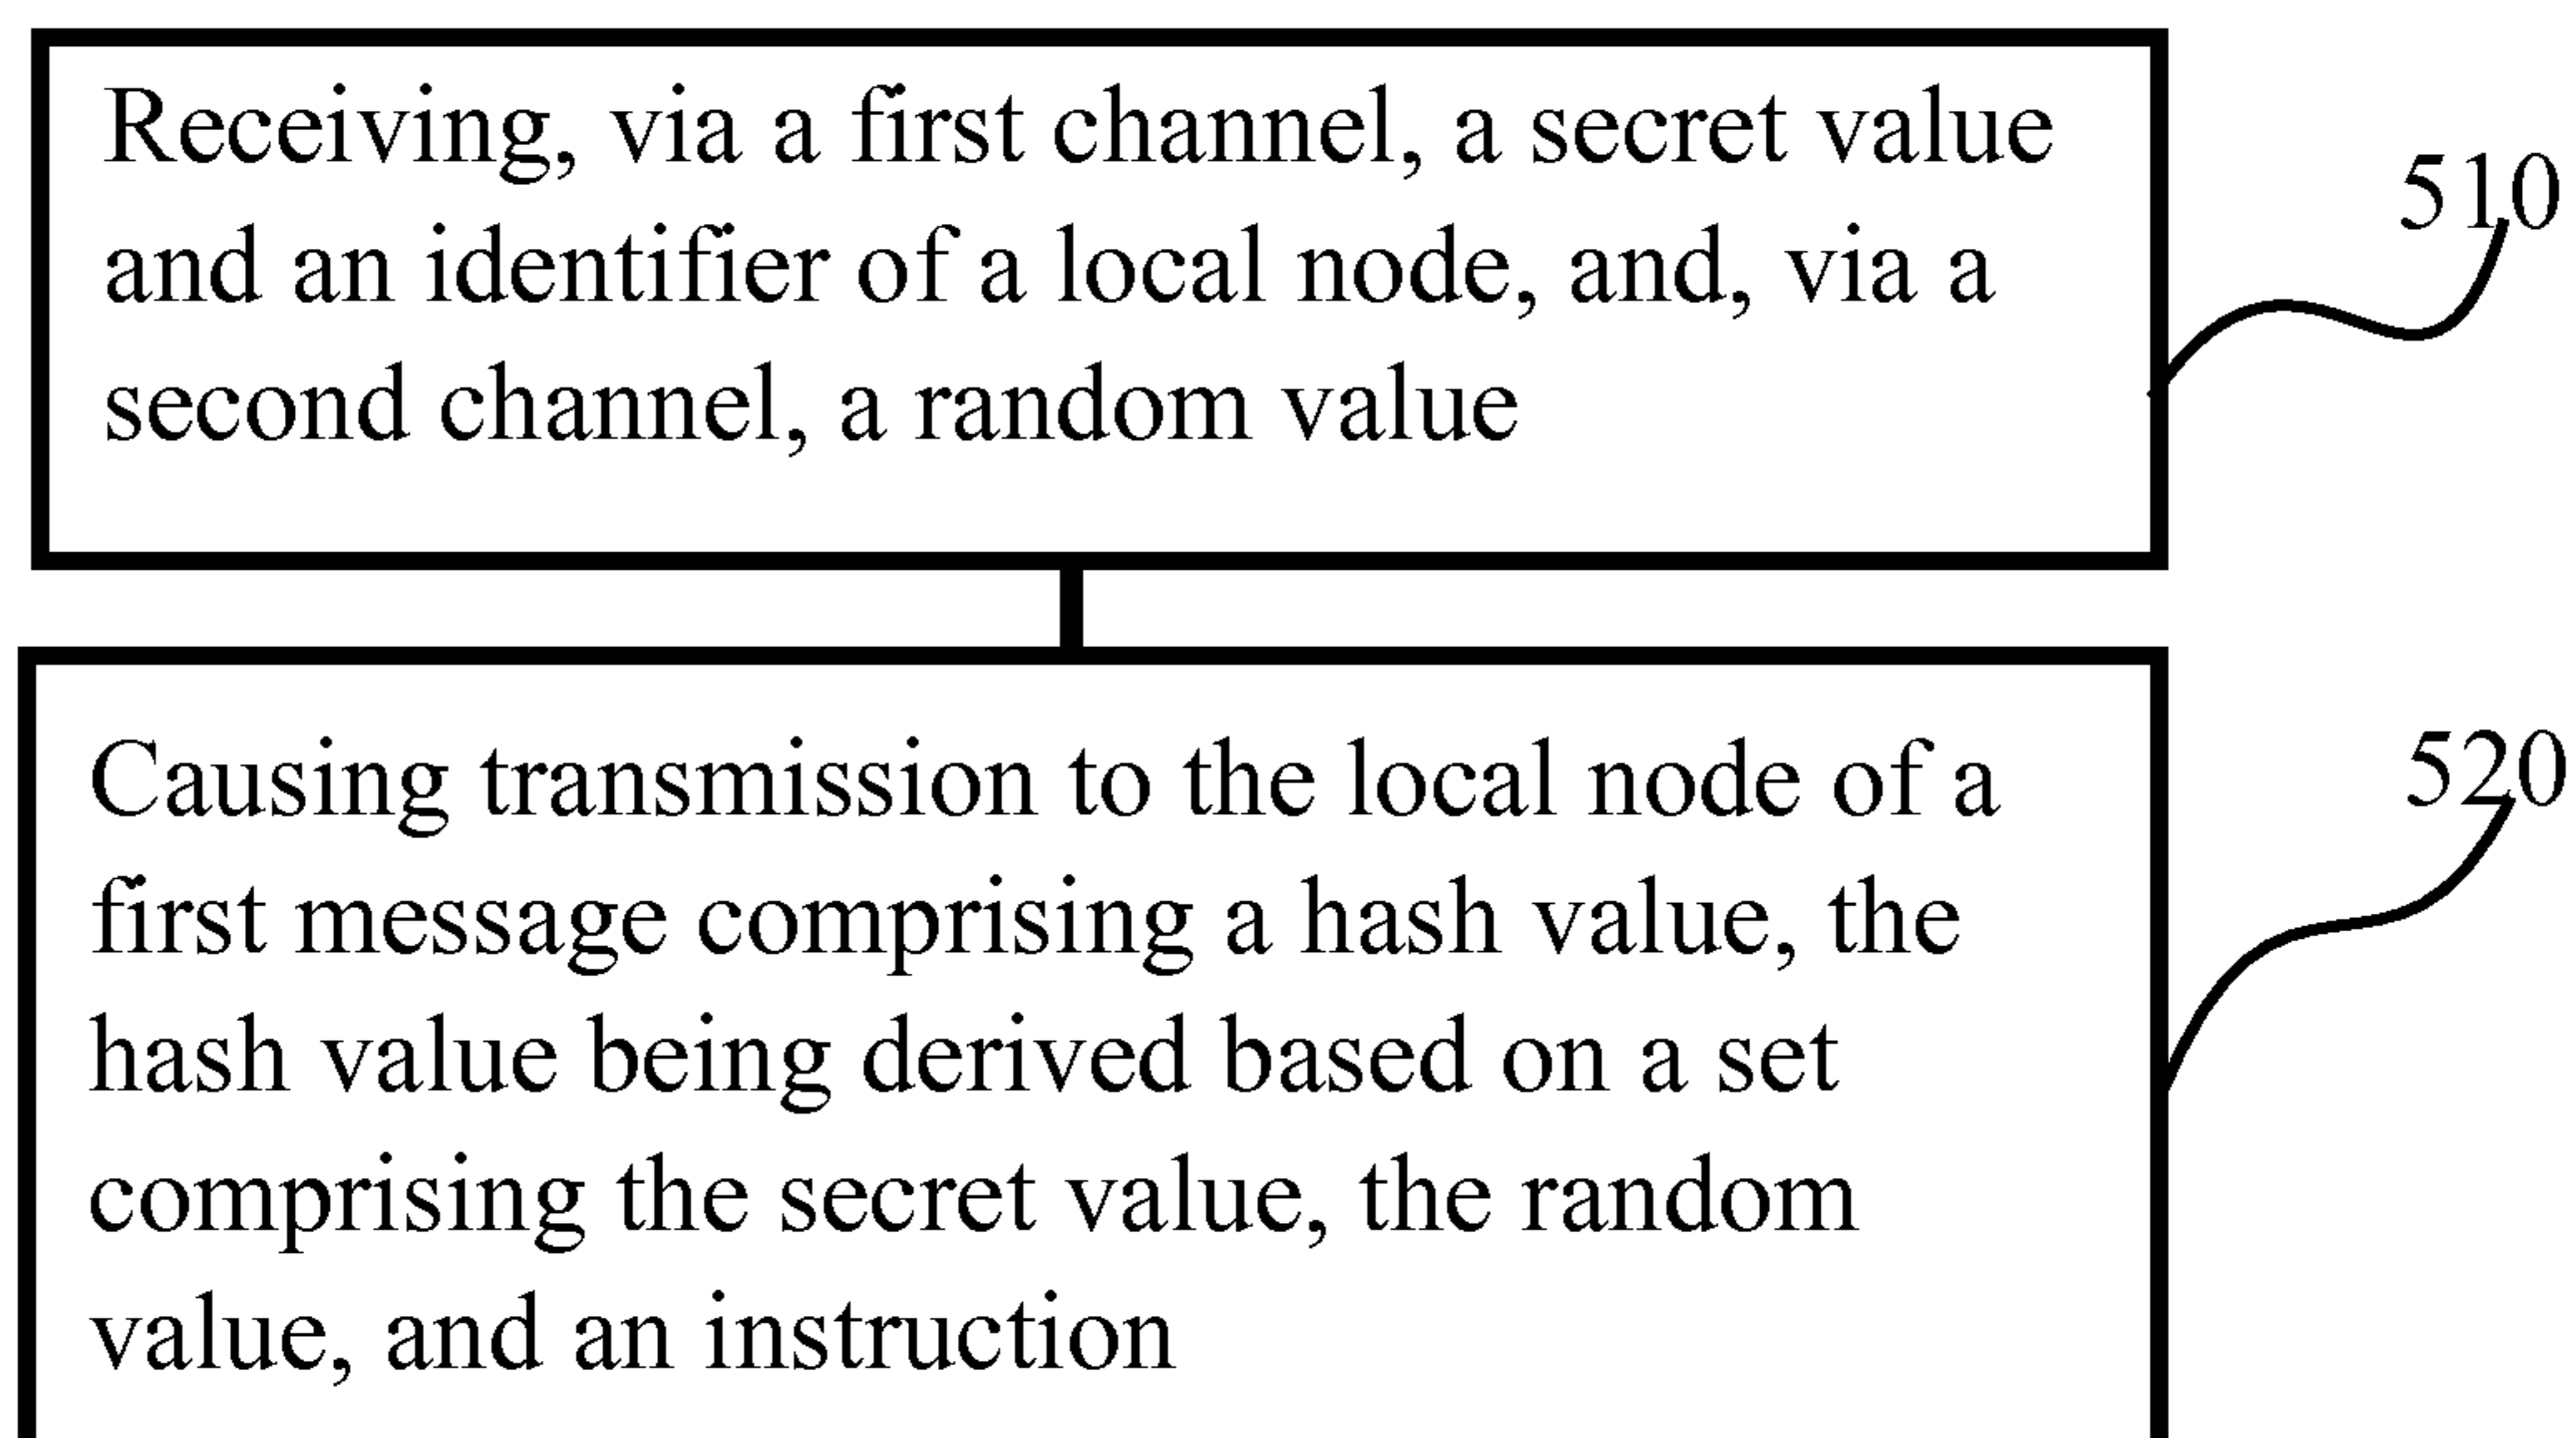 Receiving, via a first channel, a secret value
and an identifier of a local node, and, via a
second channel, a random value
510
Causing transmission to the local node of a
first message comprising a hash value, the
hash value being derived based on a set
comprising the secret value, the random
value, and an instruction
520